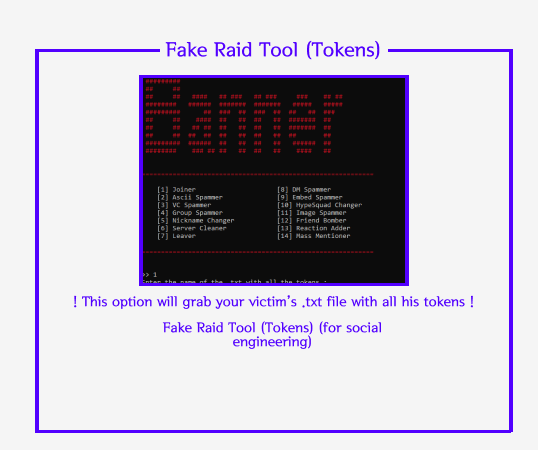 Fake Raid Tool (Tokens)
[1] Joiner [8] DM Spammer
[2] Ascii Spammer [9] Embed Spammer
[3] VC Spammer [10] HypeSquad Changer
[4] Group Spammer [11] Image Spammer
[5] Nickname Changer [12] Friend Bomber
[6] Server Cleaner [13] Reaction Adder
[7] Leaver [14] Mass Mentioner
>> 1
Enter the name of the .txt with all the tokens :
! This option will grab your victim's .txt file with all his tokens !
Fake Raid Tool (Tokens) (for social
engineering)